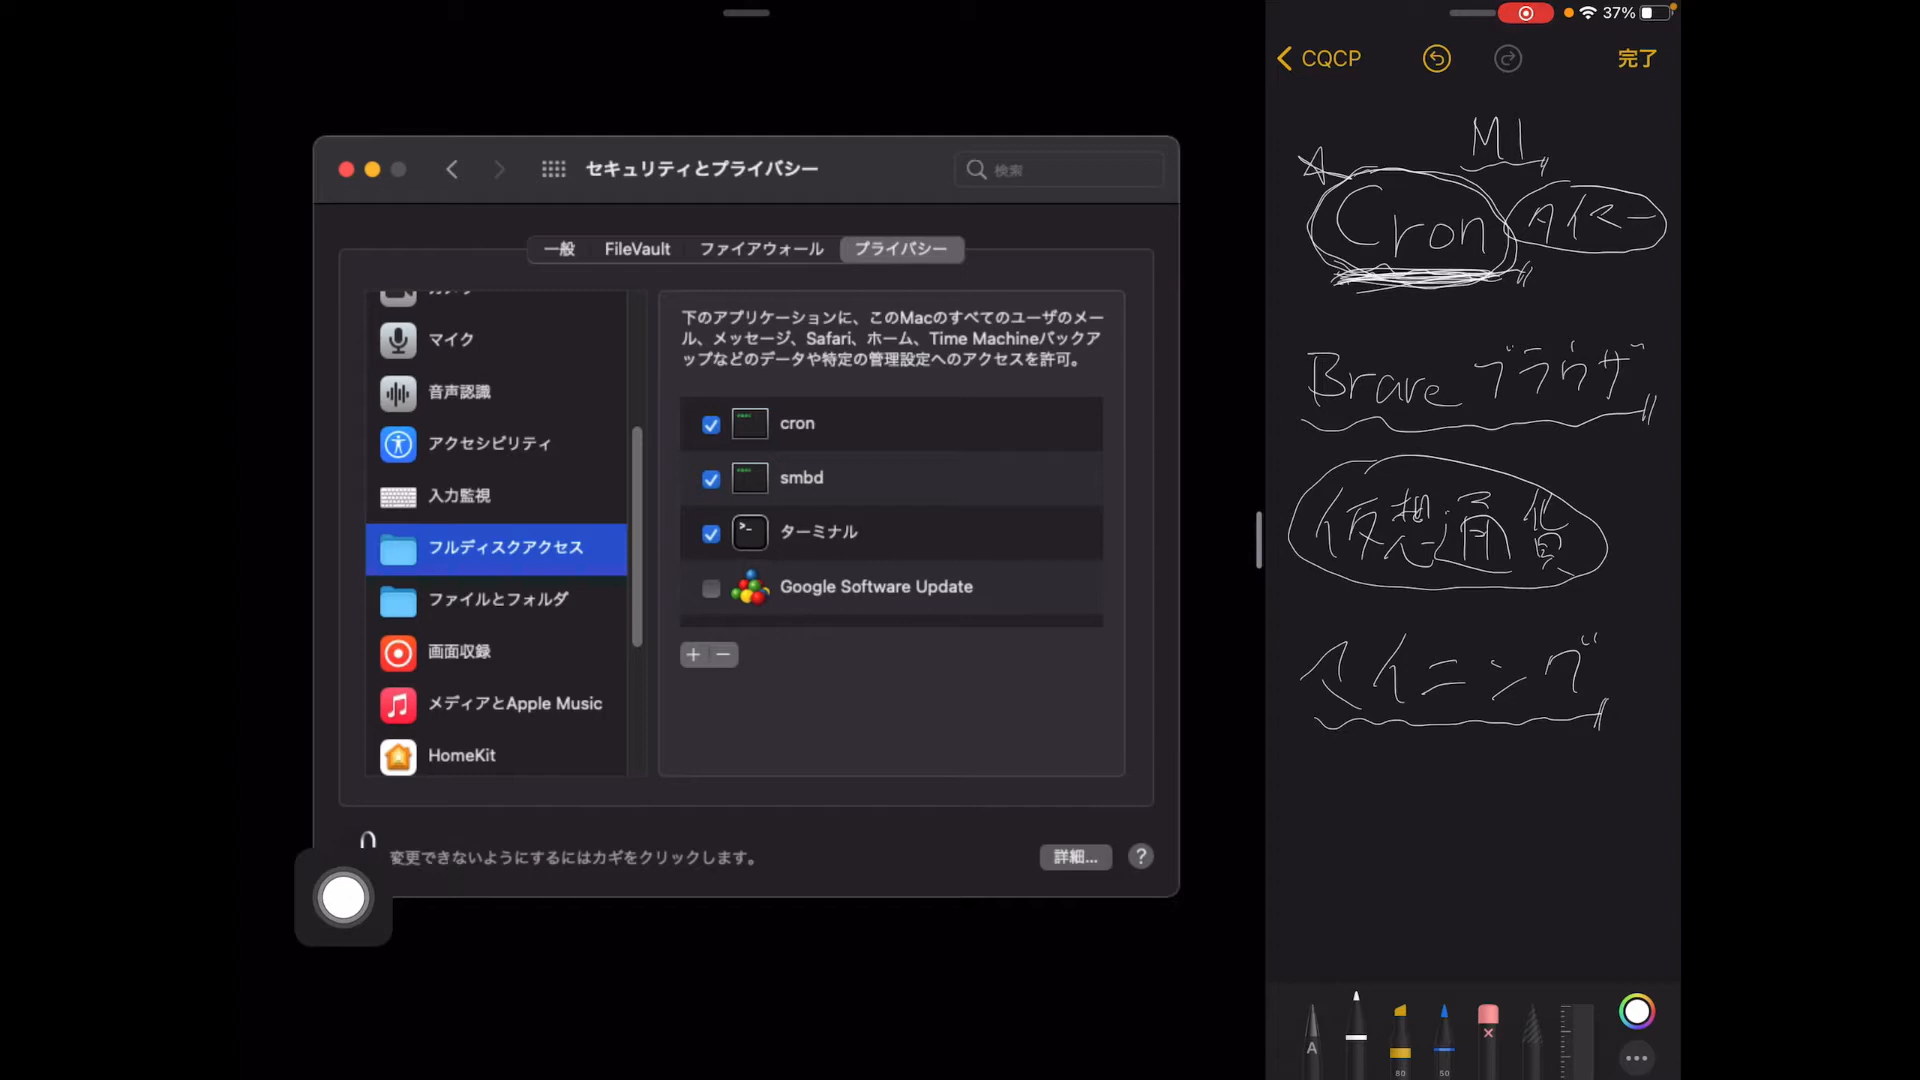 セキュリティとプライバシー
検索
一般
FileVault
ファイアウォール
プライバシー
マイク
音声認識
アクセシビリティ
入力監視
フルディスクアクセス
ファイルとフォルダ
画面収録
メディアとApple Music
HomeKit
下のアプリケーションに、このMacのすべてのユーザのメー
ル、メッセージ、Safari、ホーム、Time Machineバックア
ップなどのデータや特定の管理設定へのアクセスを許可。
cron
smbd
ターミナル
Google Software Update
+ −
変更できないようにするにはカギをクリックします。
詳細...
?
37%
CQCP
完了
M1
Cron タイマー
Brave ブラウザ
仮想通貨
マイニング
A
80
50